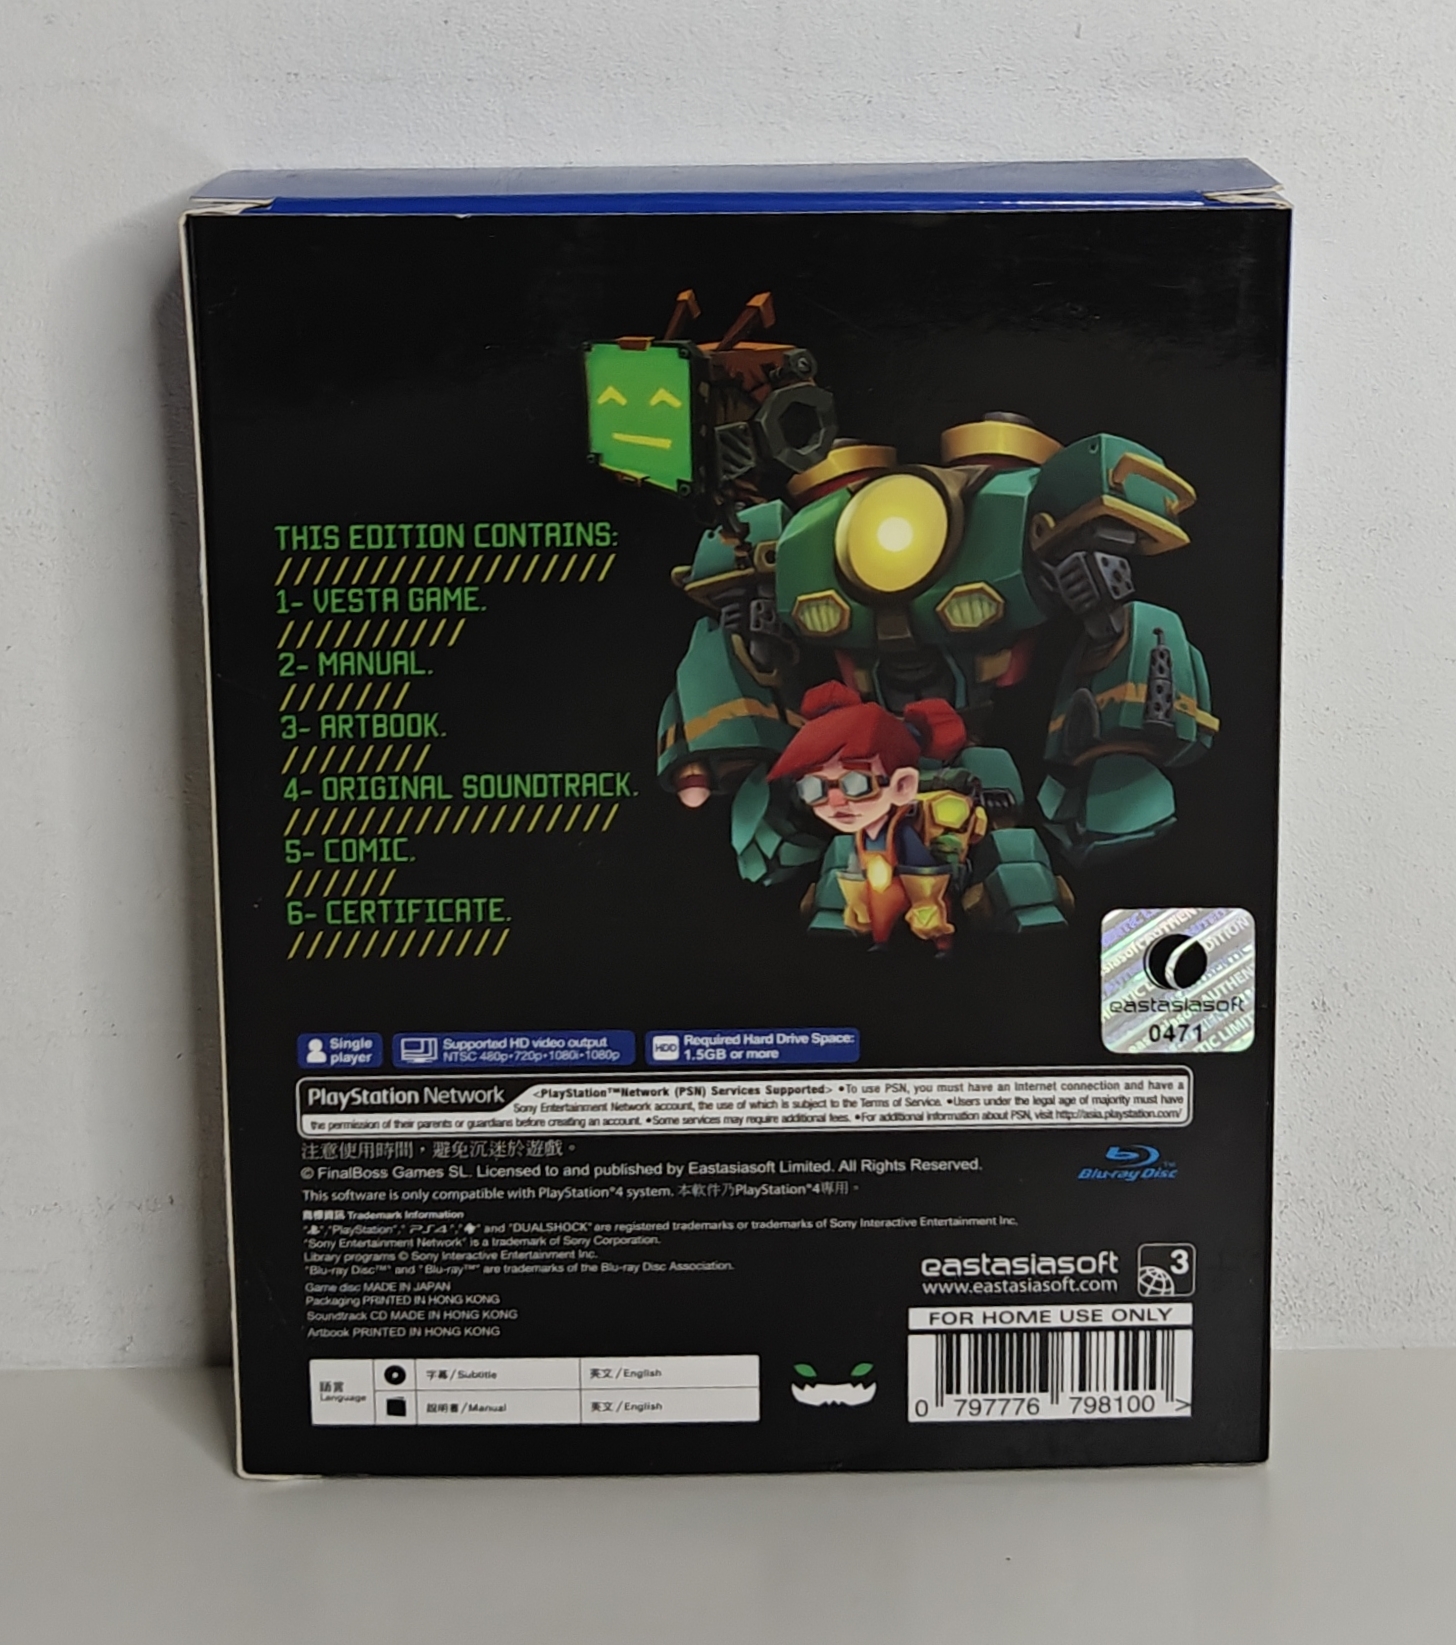 THIS EDITION CONTAINS:
1- VESTA GAME.
2- MANUAL.
3- ARTBOOK.
4- ORIGINAL SOUNDTRACK.
5- COMIC.
6- CERTIFICATE.
eastasiasoft
0471
Single player
Supported HD video output
NTSC 480p•720p•1080i•1080p
HDD
Required Hard Drive Space:
1.5GB or more
PlayStation Network
<PlayStation™Network (PSN) Services Supported> •To use PSN, you must have an Internet connection and have a
Sony Entertainment Network account, the use of which is subject to the Terms of Service. •Users under the legal age of majority must have
the permission of their parents or guardians before creating an account. •Some services may require additional fees. •For additional information about PSN, visit http://asia.playstation.com/
注意使用時間，避免沉迷於遊戲。
© FinalBoss Games SL. Licensed to and published by Eastasiasoft Limited. All Rights Reserved.
Blu-ray Disc™
This software is only compatible with PlayStation®4 system. 本軟件乃PlayStation®4專用。
商標資訊 Trademark Information
"PlayStation", "PS4", and "DUALSHOCK" are registered trademarks or trademarks of Sony Interactive Entertainment Inc.
"Sony Entertainment Network" is a trademark of Sony Corporation.
Library programs © Sony Interactive Entertainment Inc.
"Blu-ray Disc™" and "Blu-ray™" are trademarks of the Blu-ray Disc Association.
Game disc MADE IN JAPAN
Packaging PRINTED IN HONG KONG
Soundtrack CD MADE IN HONG KONG
Artbook PRINTED IN HONG KONG
eastasiasoft
www.eastasiasoft.com
3
FOR HOME USE ONLY
0 797776 798100 >
語言 Language
字幕/Subtitle 英文/English
說明書/Manual 英文/English